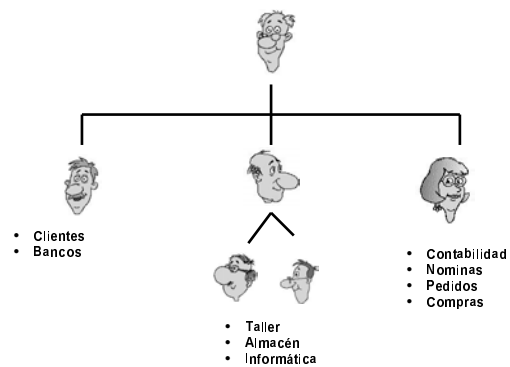 • Clientes
• Bancos
• Taller
• Almacén
• Informática
• Contabilidad
• Nominas
• Pedidos
• Compras